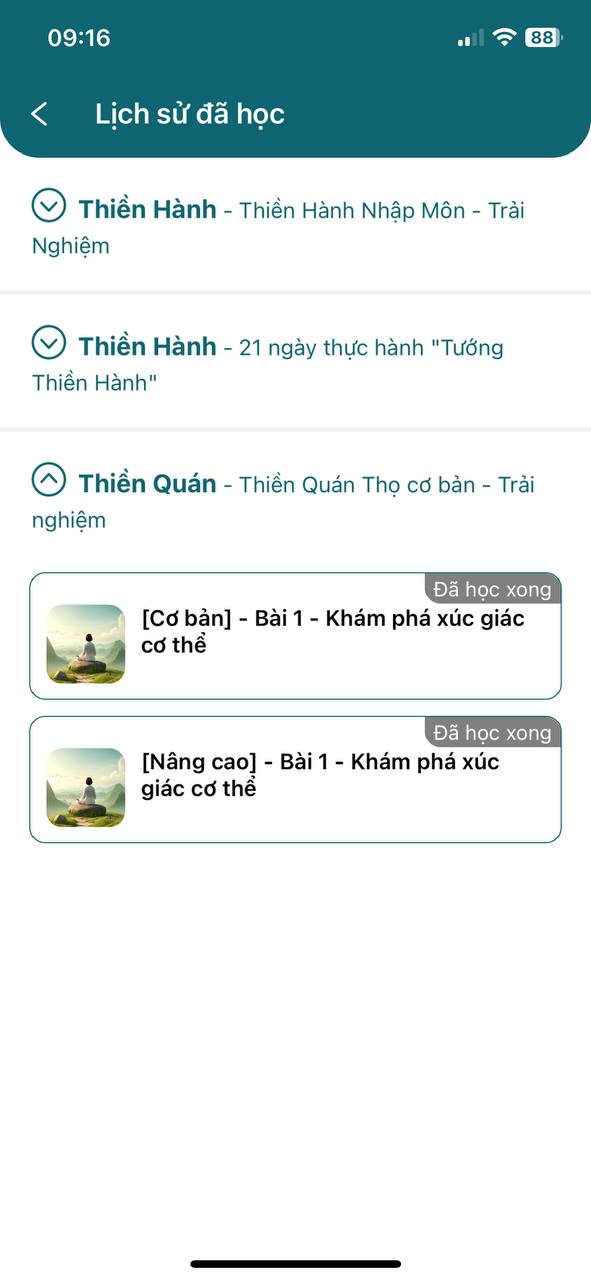 09:16
88
Lịch sử đã học
Thiền Hành - Thiền Hành Nhập Môn - Trải
Nghiệm
Thiền Hành - 21 ngày thực hành "Tướng
Thiền Hành"
Thiền Quán - Thiền Quán Thọ cơ bản - Trải
nghiệm
Đã học xong
[Cơ bản] - Bài 1 - Khám phá xúc giác
cơ thể
Đã học xong
[Nâng cao] - Bài 1 - Khám phá xúc
giác cơ thể